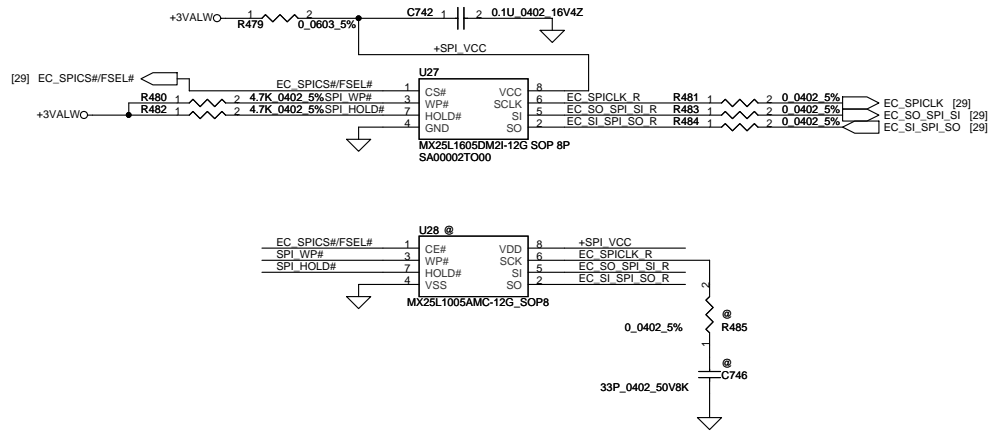 +3VALW 1 2 C742 1 2 0.1U_0402_16V4Z
R479 0_0603_5%
+SPI_VCC
U27
[29] EC_SPICS#/FSEL# EC_SPICS#/FSEL# 1 CS# VCC 8
R480 1 2 4.7K_0402_5% SPI_WP# 3 WP# SCLK 6 EC_SPICLK_R R481 1 2 0_0402_5% EC_SPICLK [29]
+3VALW R482 1 2 4.7K_0402_5% SPI_HOLD# 7 HOLD# SI 5 EC_SO_SPI_SI_R R483 1 2 0_0402_5% EC_SO_SPI_SI [29]
4 GND SO 2 EC_SI_SPI_SO_R R484 1 2 0_0402_5% EC_SI_SPI_SO [29]
MX25L1605DM2I-12G SOP 8P
SA00002TO00
U28 @
EC_SPICS#/FSEL# 1 CE# VDD 8 +SPI_VCC
SPI_WP# 3 WP# SCK 6 EC_SPICLK_R
SPI_HOLD# 7 HOLD# SI 5 EC_SO_SPI_SI_R
4 VSS SO 2 EC_SI_SPI_SO_R
MX25L1005AMC-12G_SOP8
2
@
0_0402_5% R485
1
@
C746
33P_0402_50V8K